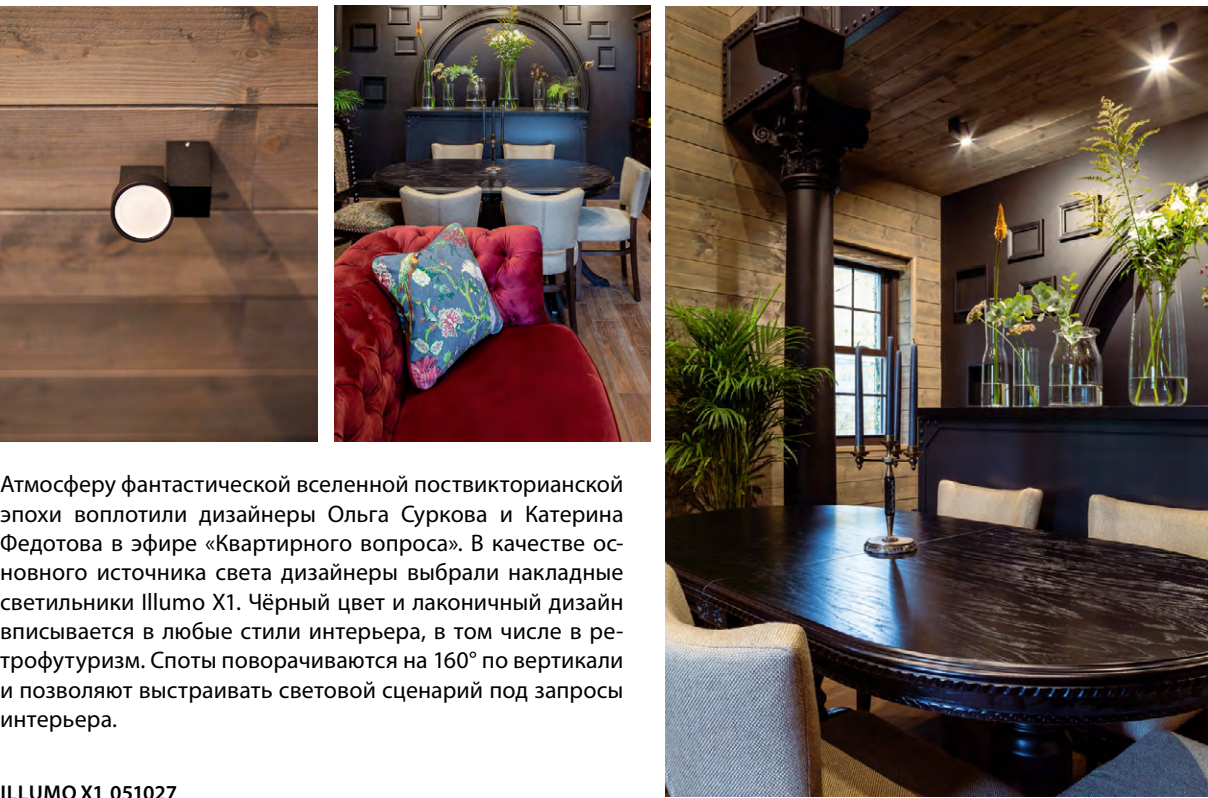 Атмосферу фантастической вселенной поствикторианской
эпохи воплотили дизайнеры Ольга Суркова и Катерина
Федотова в эфире «Квартирного вопроса». В качестве ос-
новного источника света дизайнеры выбрали накладные
светильники Illumo X1. Чёрный цвет и лаконичный дизайн
вписывается в любые стили интерьера, в том числе в ре-
трофутуризм. Споты поворачиваются на 160° по вертикали
и позволяют выстраивать световой сценарий под запросы
интерьера.
ILLUMO X1 051027